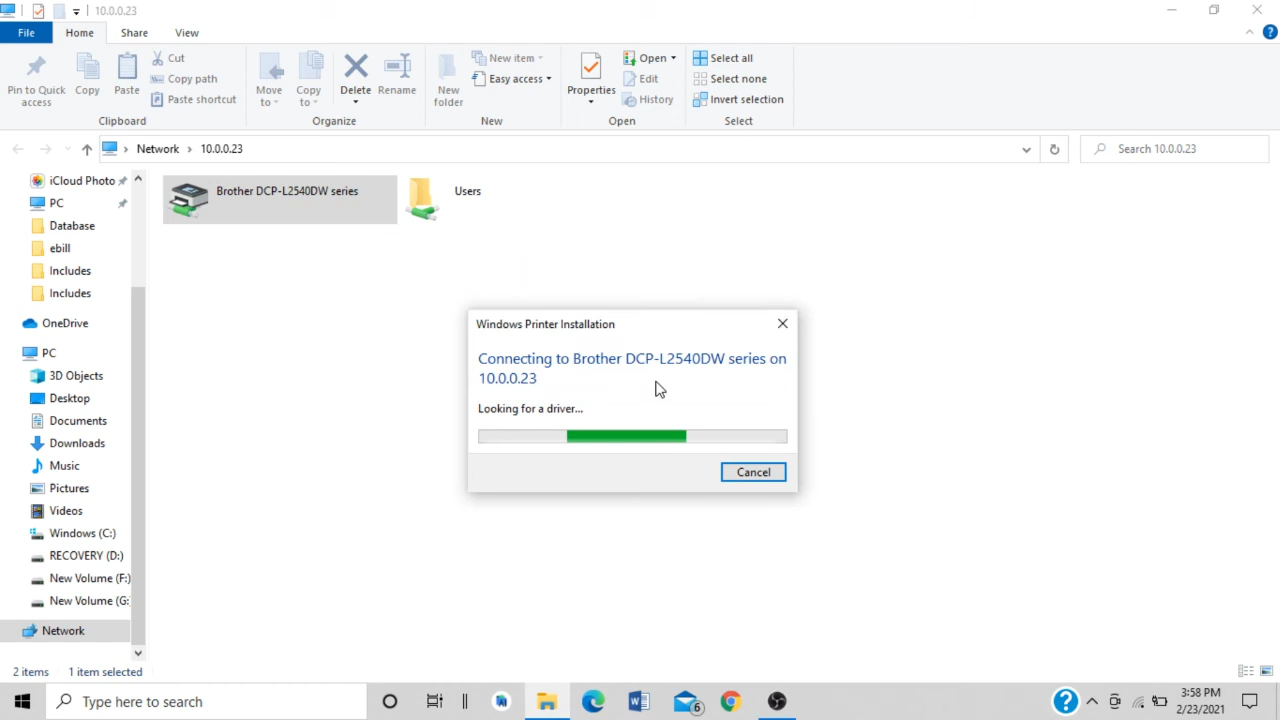 10.0.0.23
File
Home
Share
View
Pin to Quick access
Copy
Paste
Cut
Copy path
Paste shortcut
Clipboard
Move to
Copy to
Delete
Rename
Organize
New folder
New item
Easy access
New
Properties
Open
Edit
History
Open
Select all
Select none
Invert selection
Select
Network
10.0.0.23
Search 10.0.0.23
iCloud Photo
PC
Database
ebill
Includes
Includes
OneDrive
PC
3D Objects
Desktop
Documents
Downloads
Music
Pictures
Videos
Windows (C:)
RECOVERY (D:)
New Volume (F:)
New Volume (G:
Network
Brother DCP-L2540DW series
Users
Windows Printer Installation
Connecting to Brother DCP-L2540DW series on
10.0.0.23
Looking for a driver...
Cancel
2 items
1 item selected
Type here to search
6
3:58 PM
2/23/2021